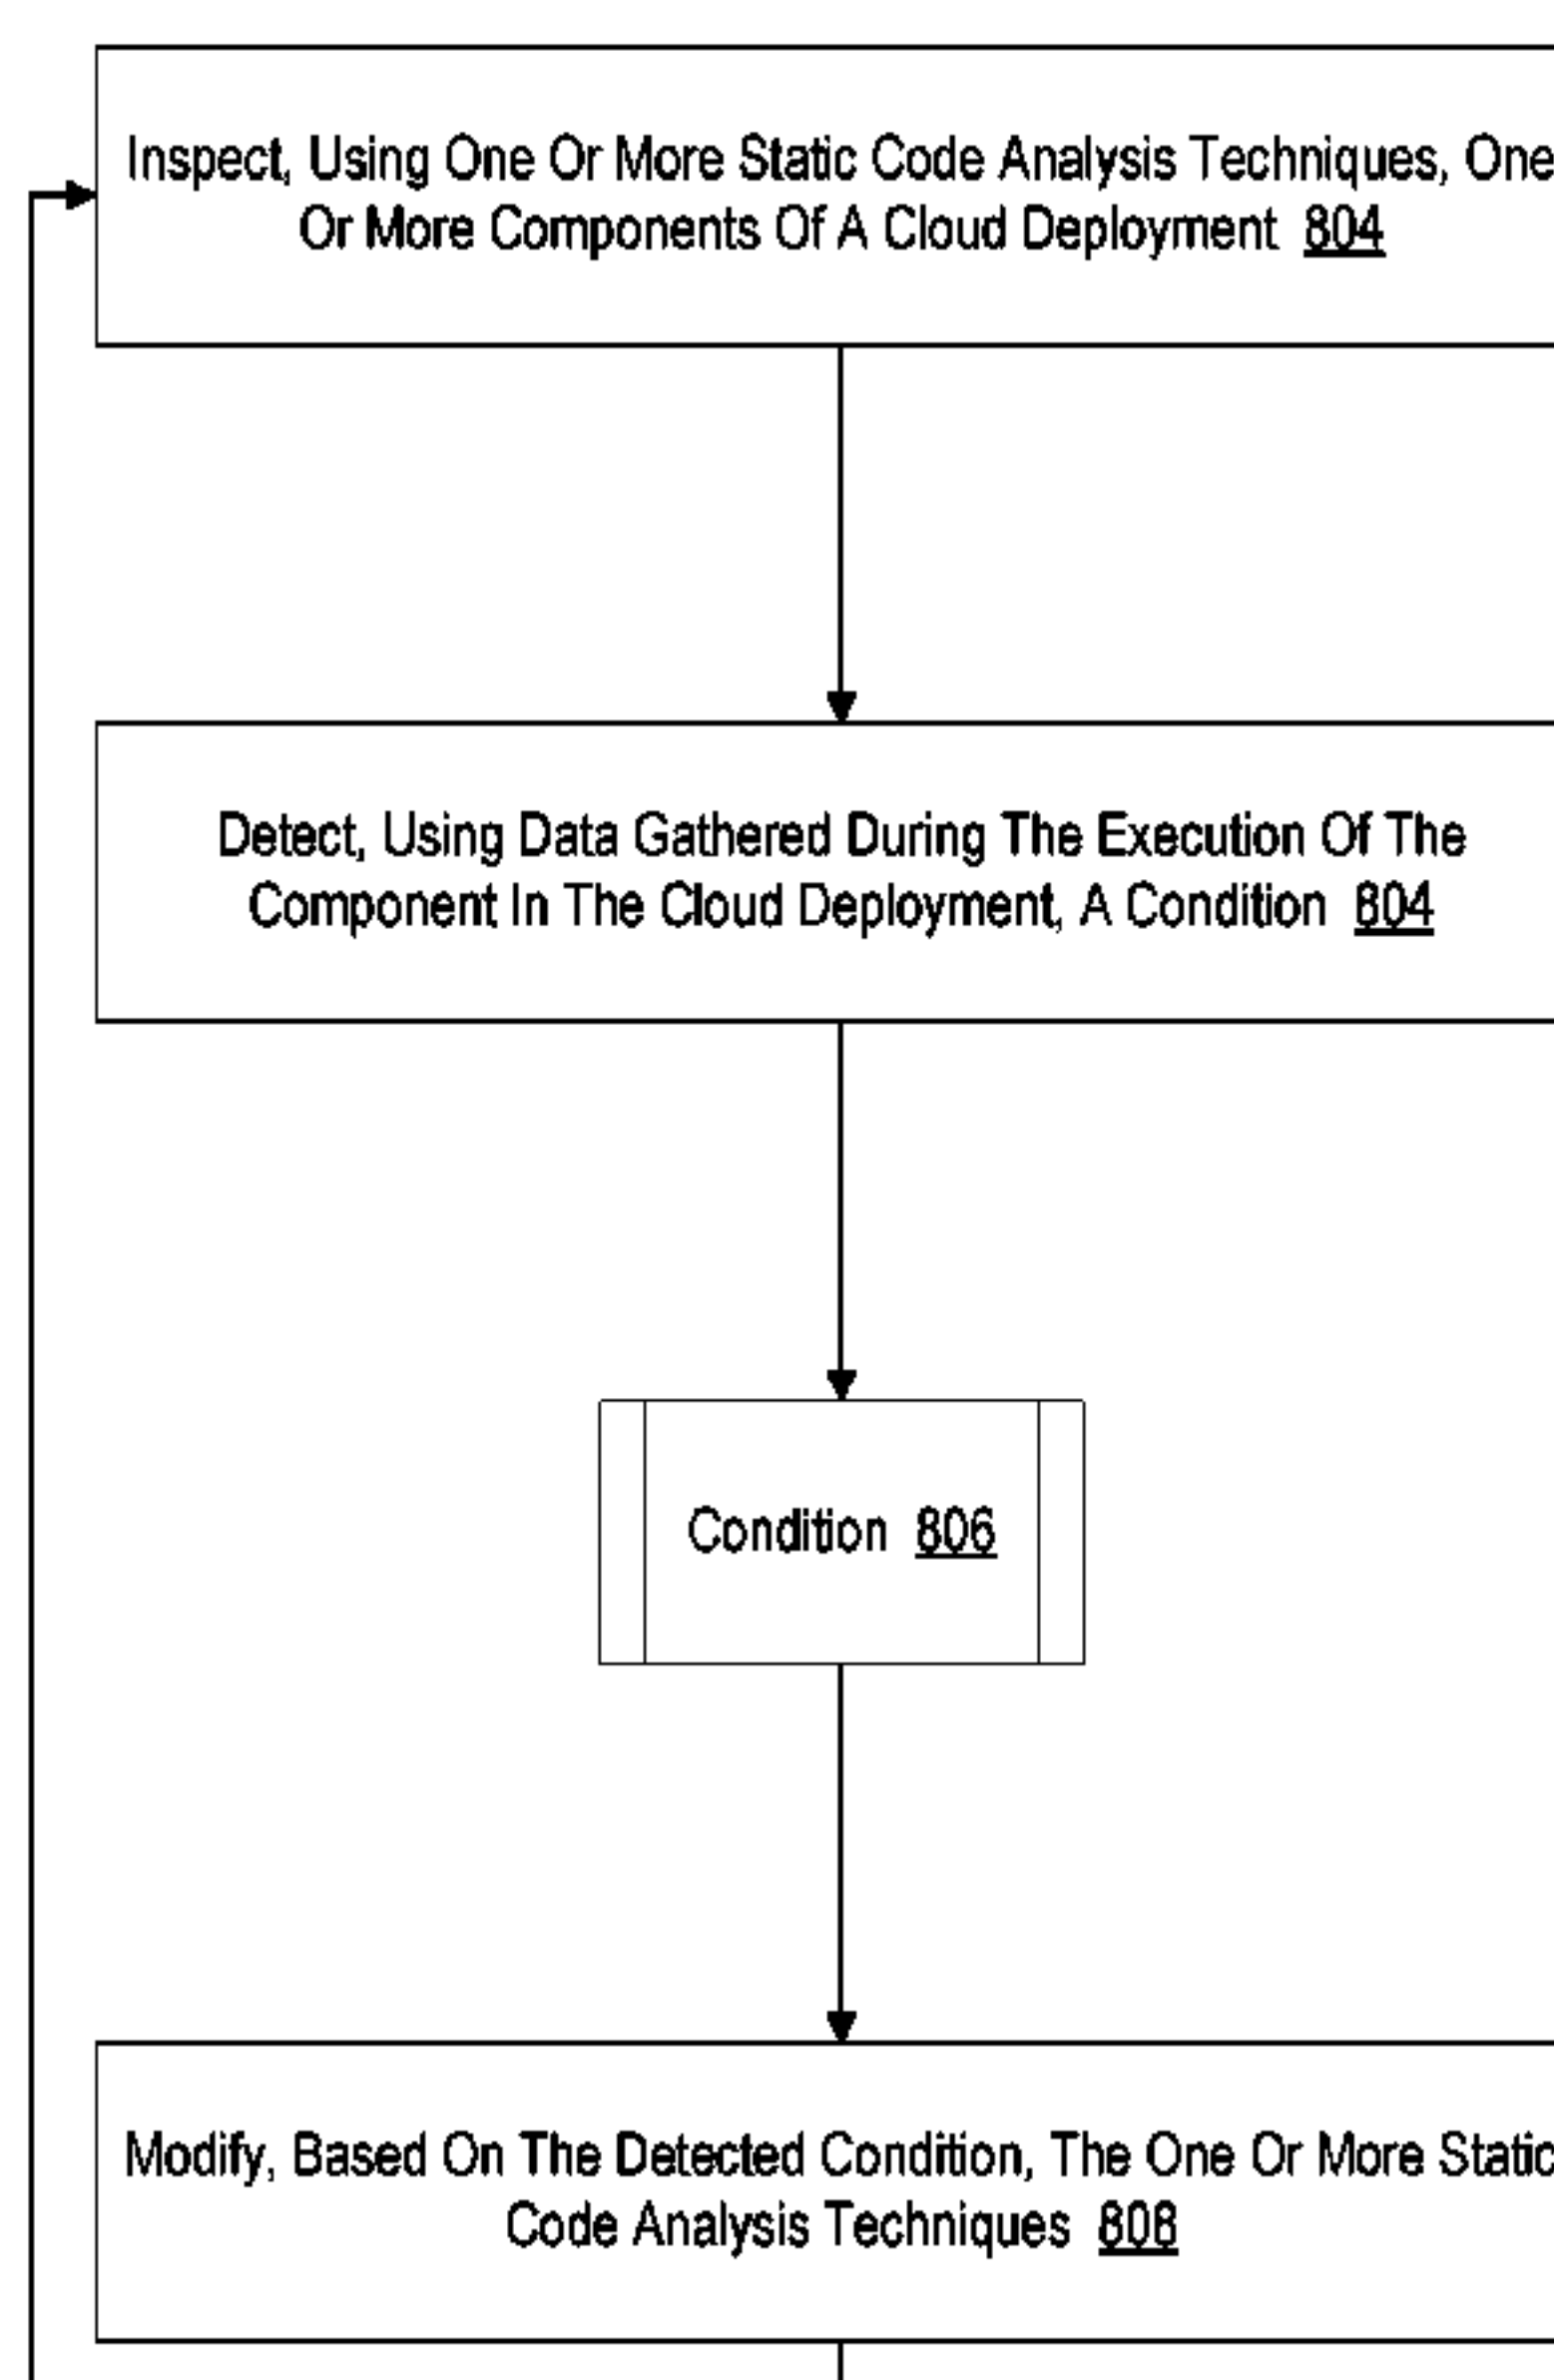 Inspect, Using One Or More Static Code Analysis Techniques, One
Or More Components Of A Cloud Deployment 804
Detect, Using Data Gathered During The Execution Of The
Component In The Cloud Deployment, A Condition 804
Condition 806
Modify, Based On The Detected Condition, The One Or More Static
Code Analysis Techniques 808